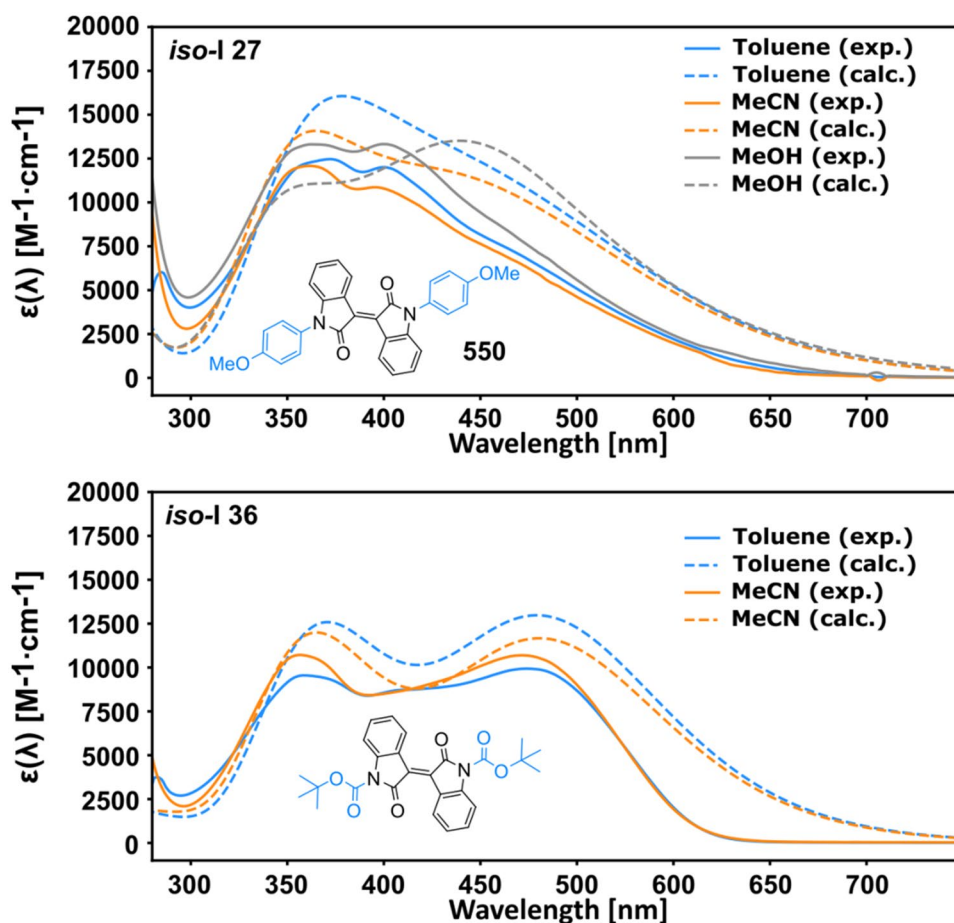 iso-I 27
Toluene (exp.)
Toluene (calc.)
MeCN (exp.)
MeCN (calc.)
MeOH (exp.)
MeOH (calc.)
ε(λ) [M-1·cm-1]
20000
17500
15000
12500
10000
7500
5000
2500
0
N
O
O
N
OMe
MeO
550
300 350 400 450 500 550 600 650 700
Wavelength [nm]
iso-I 36
Toluene (exp.)
Toluene (calc.)
MeCN (exp.)
MeCN (calc.)
ε(λ) [M-1·cm-1]
20000
17500
15000
12500
10000
7500
5000
2500
0
O
O
N
O
O
N
O
O
300 350 400 450 500 550 600 650 700
Wavelength [nm]